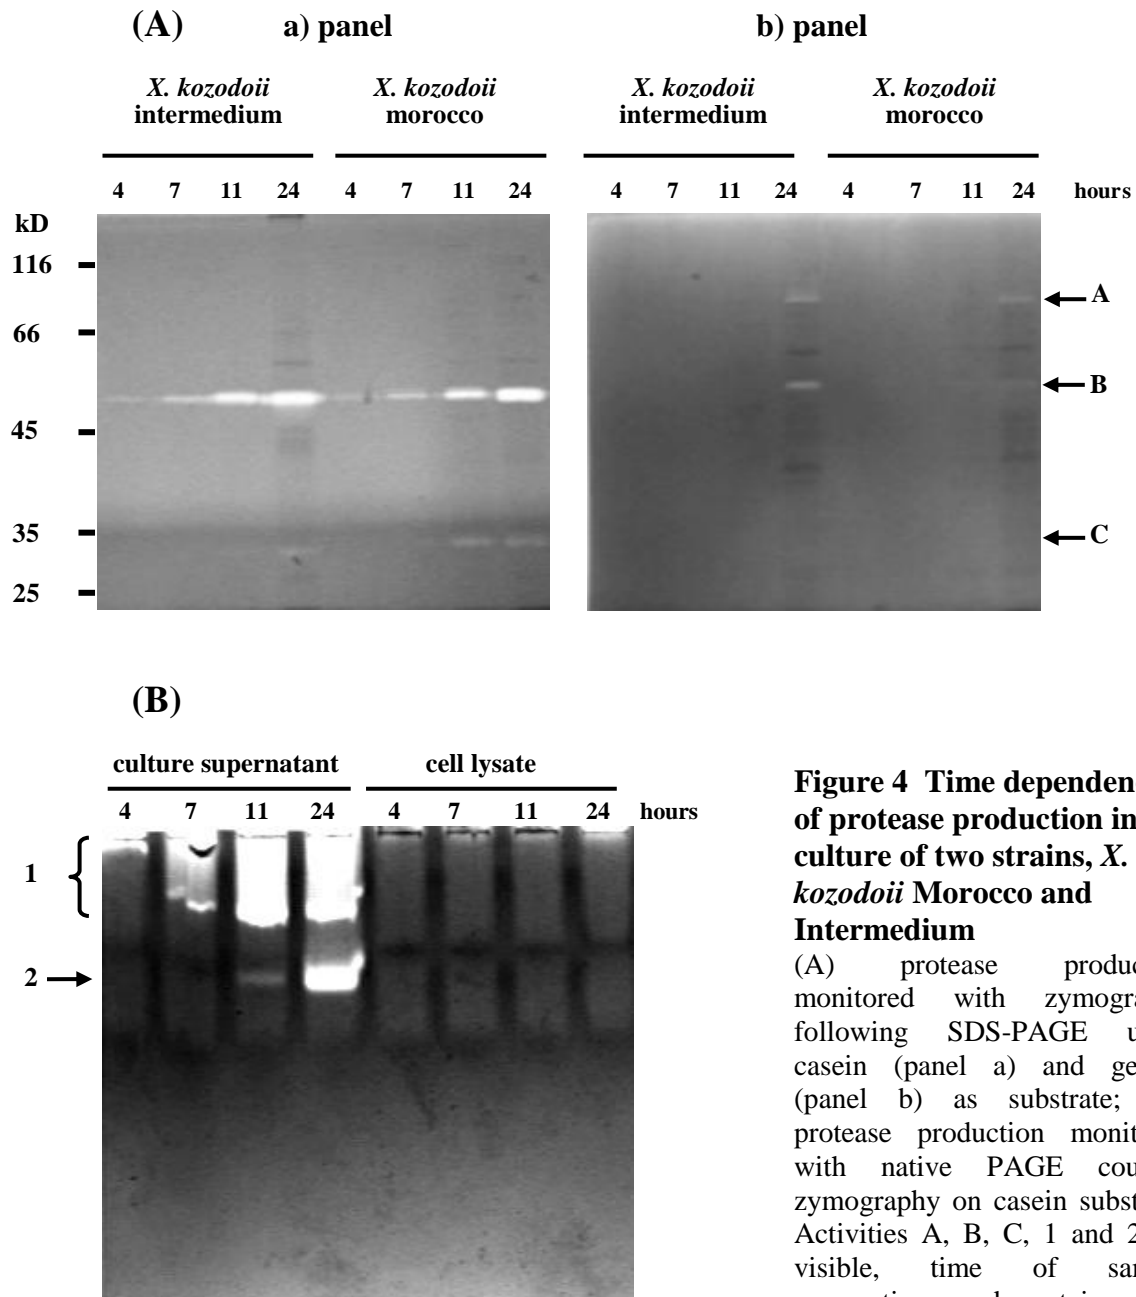 (A)
a) panel
b) panel
X. kozodoii intermedium
X. kozodoii morocco
X. kozodoii intermedium
X. kozodoii morocco
4 7 11 24 4 7 11 24
4 7 11 24 4 7 11 24 hours
kD
116
66
45
35
25
A
B
C
(B)
culture supernatant
cell lysate
4 7 11 24 4 7 11 24 hours
1
2
Figure 4 Time dependen
of protease production in
culture of two strains, X.
kozodoii Morocco and
Intermedium
(A) protease produc
monitored with zymogra
following SDS-PAGE u
casein (panel a) and ge
(panel b) as substrate;
protease production monit
with native PAGE cou
zymography on casein subst
Activities A, B, C, 1 and 2
visible, time of sam